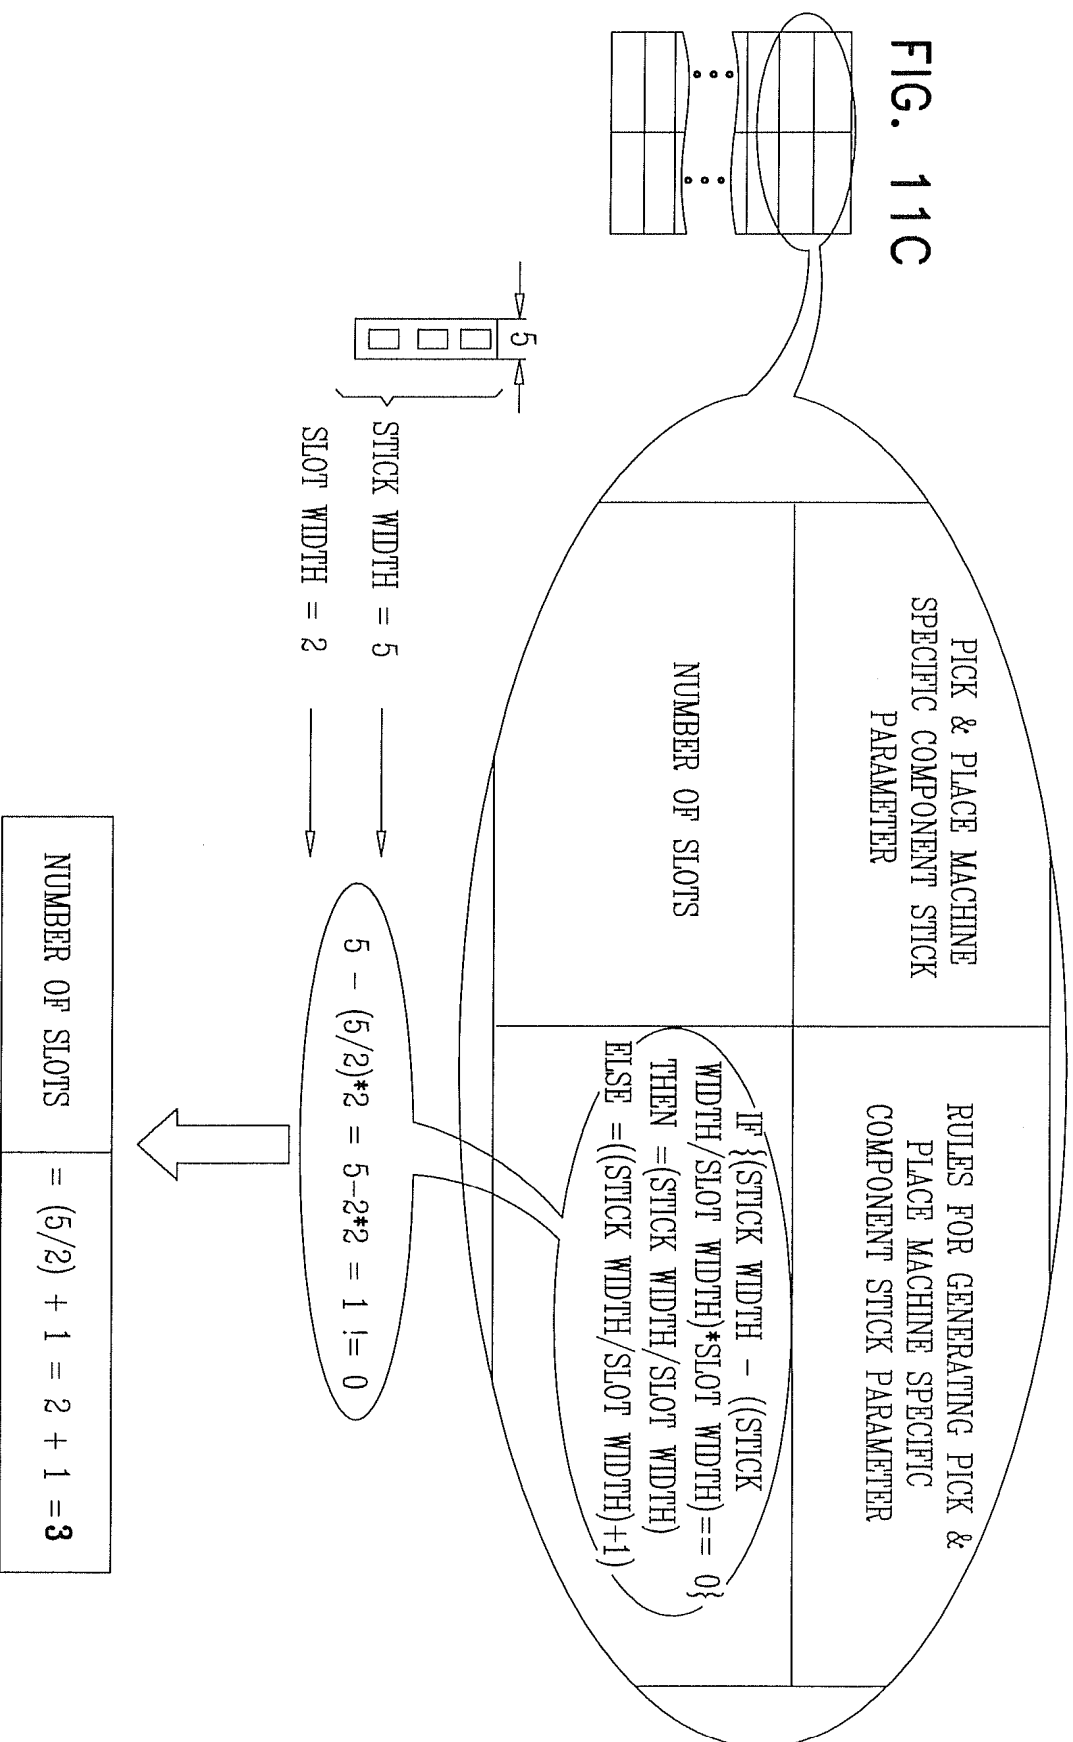 FIG. 11C
PICK & PLACE MACHINE
SPECIFIC COMPONENT STICK
PARAMETER
RULES FOR GENERATING PICK &
PLACE MACHINE SPECIFIC
COMPONENT STICK PARAMETER
NUMBER OF SLOTS
IF {(STICK WIDTH - ((STICK
WIDTH/SLOT WIDTH)*SLOT WIDTH)== 0}
THEN =(STICK WIDTH/SLOT WIDTH)
ELSE =((STICK WIDTH/SLOT WIDTH)+1)
5
STICK WIDTH = 5
SLOT WIDTH = 2
5 - (5/2)*2 = 5-2*2 = 1 != 0
NUMBER OF SLOTS
= (5/2) + 1 = 2 + 1 =3